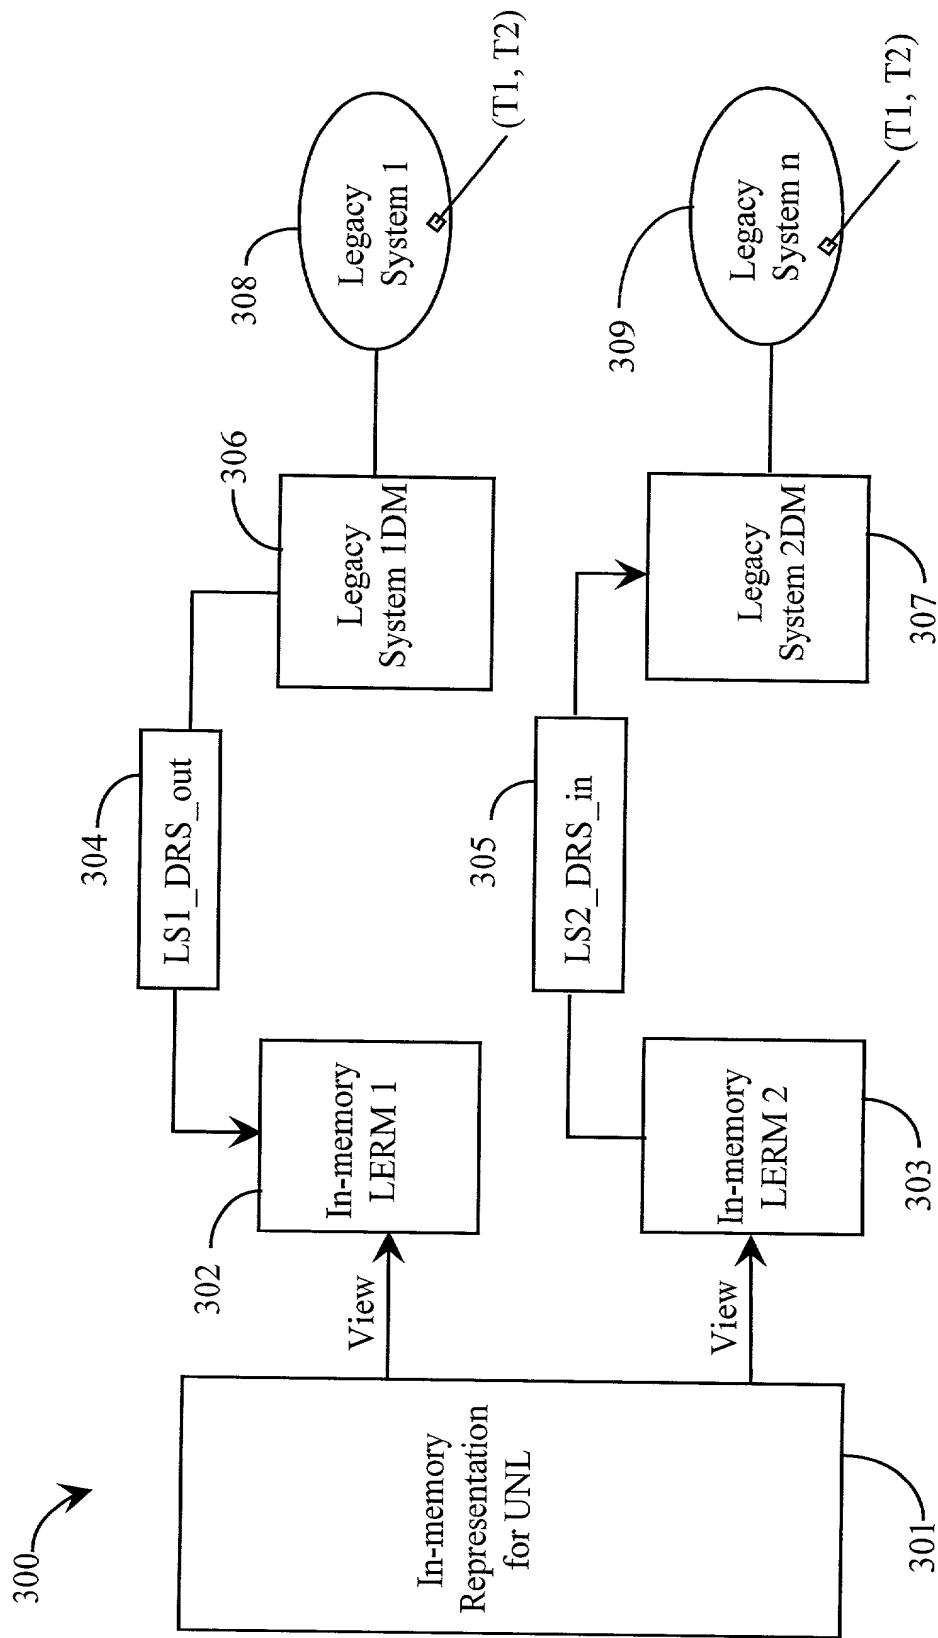 300
In-memory
Representation
for UNL
301
View
View
302
In-memory
LERM 1
In-memory
LERM 2
303
304
LS1_DRS_out
305
LS2_DRS_in
306
Legacy
System 1DM
Legacy
System 2DM
307
308
Legacy
System 1
(T1, T2)
309
Legacy
System n
(T1, T2)